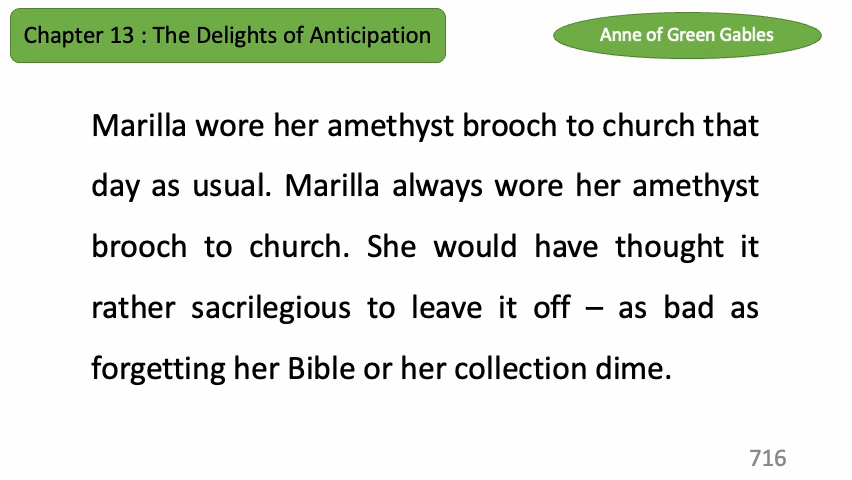 Chapter 13 : The Delights of Anticipation
Anne of Green Gables
Marilla wore her amethyst brooch to church that
day as usual. Marilla always wore her amethyst
brooch to church. She would have thought it
rather sacrilegious to leave it off – as bad as
forgetting her Bible or her collection dime.
716